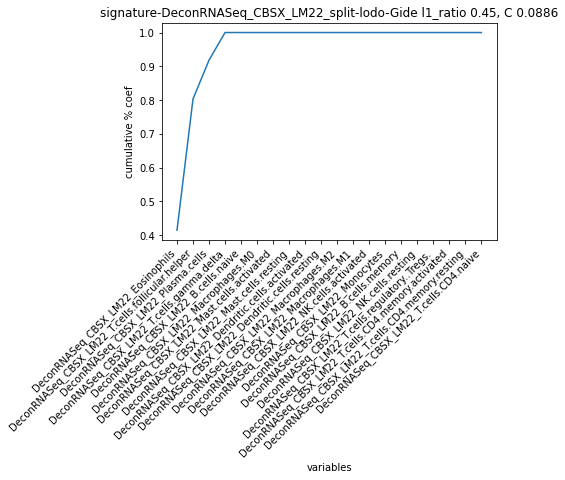 signature-DeconRNASeq_CBSX_LM22_split-lodo-Gide l1_ratio 0.45, C 0.0886
cumulative % coef
1.0
0.9
0.8
0.7
0.6
0.5
0.4
DeconRNASeq_CBSX_LM22_Eosinophils
DeconRNASeq_CBSX_LM22_T.cells.follicular.helper
DeconRNASeq_CBSX_LM22_Plasma.cells
DeconRNASeq_CBSX_LM22_T.cells.gamma.delta
DeconRNASeq_CBSX_LM22_B.cells.naive
DeconRNASeq_CBSX_LM22_Macrophages.M0
DeconRNASeq_CBSX_LM22_Mast.cells.activated
DeconRNASeq_CBSX_LM22_Mast.cells.resting
DeconRNASeq_CBSX_LM22_Dendritic.cells.activated
DeconRNASeq_CBSX_LM22_Dendritic.cells.resting
DeconRNASeq_CBSX_LM22_Macrophages.M2
DeconRNASeq_CBSX_LM22_Macrophages.M1
DeconRNASeq_CBSX_LM22_NK.cells.activated
DeconRNASeq_CBSX_LM22_Monocytes
DeconRNASeq_CBSX_LM22_B.cells.memory
DeconRNASeq_CBSX_LM22_NK.cells.resting
DeconRNASeq_CBSX_LM22_T.cells.regulatory..Tregs.
DeconRNASeq_CBSX_LM22_T.cells.CD4.memory.activated
DeconRNASeq_CBSX_LM22_T.cells.CD4.memory.resting
DeconRNASeq_CBSX_LM22_T.cells.CD4.naive
variables